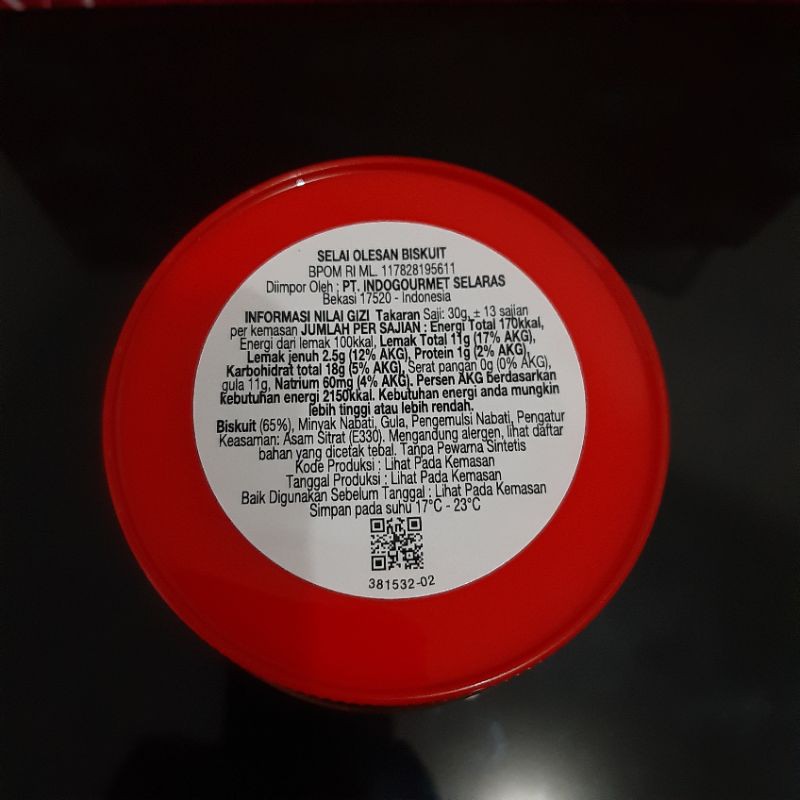 SELAI OLESAN BISKUIT
BPOM RI ML. 117828195611
Diimpor Oleh : PT. INDOGOURMET SELARAS
Bekasi 17520 - Indonesia
INFORMASI NILAI GIZI Takaran Saji: 30g, ± 13 sajian
per kemasan JUMLAH PER SAJIAN : Energi Total 170kkal,
Energi dari lemak 100kkal, Lemak Total 11g (17% AKG),
Lemak jenuh 2.5g (12% AKG), Protein 1g (2% AKG),
Karbohidrat total 18g (5% AKG), Serat pangan 0g (0% AKG),
gula 11g, Natrium 60mg (4% AKG). Persen AKG berdasarkan
kebutuhan energi 2150kkal. Kebutuhan energi anda mungkin
lebih tinggi atau lebih rendah.
Biskuit (65%), Minyak Nabati, Gula, Pengemulsi Nabati, Pengatur
Keasaman: Asam Sitrat (E330). Mengandung alergen, lihat daftar
bahan yang dicetak tebal. Tanpa Pewarna Sintetis
Kode Produksi : Lihat Pada Kemasan
Tanggal Produksi : Lihat Pada Kemasan
Baik Digunakan Sebelum Tanggal : Lihat Pada Kemasan
Simpan pada suhu 17°C - 23°C
381532-02